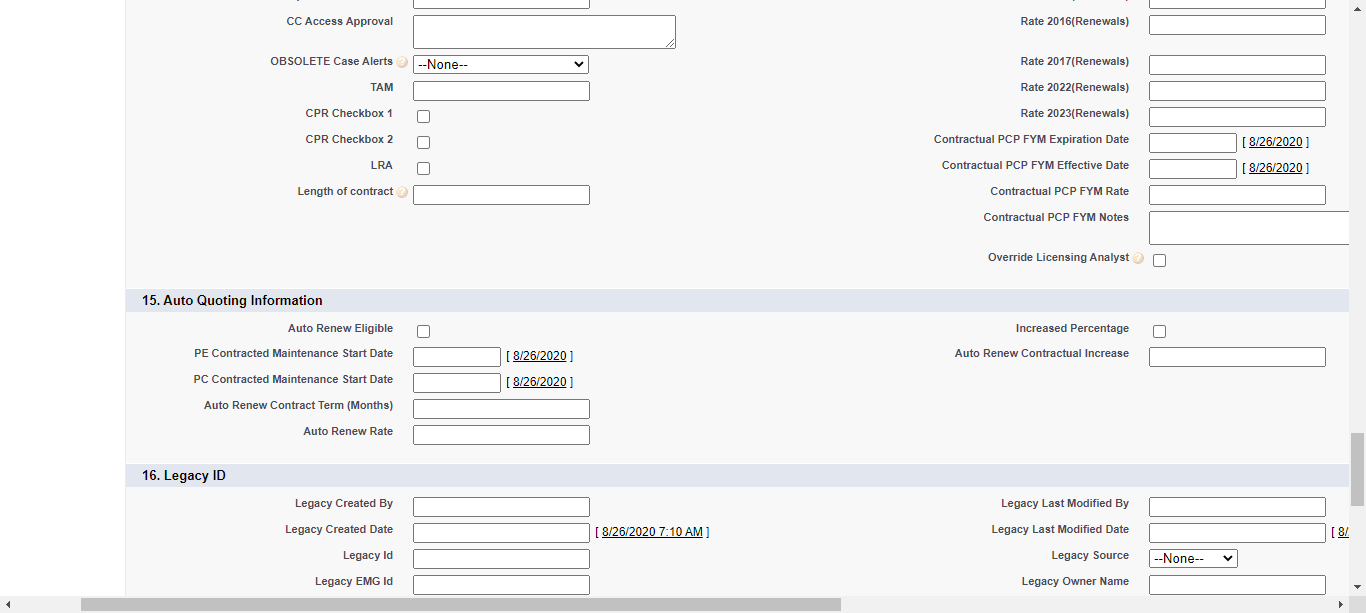 CC Access Approval
Rate 2016(Renewals)
OBSOLETE Case Alerts ? --None--
Rate 2017(Renewals)
TAM
Rate 2022(Renewals)
CPR Checkbox 1
Rate 2023(Renewals)
CPR Checkbox 2
Contractual PCP FYM Expiration Date [ 8/26/2020 ]
LRA
Contractual PCP FYM Effective Date [ 8/26/2020 ]
Length of contract ?
Contractual PCP FYM Rate
Contractual PCP FYM Notes
Override Licensing Analyst ?
15. Auto Quoting Information
Auto Renew Eligible
Increased Percentage
PE Contracted Maintenance Start Date [ 8/26/2020 ]
Auto Renew Contractual Increase
PC Contracted Maintenance Start Date [ 8/26/2020 ]
Auto Renew Contract Term (Months)
Auto Renew Rate
16. Legacy ID
Legacy Created By
Legacy Last Modified By
Legacy Created Date [ 8/26/2020 7:10 AM ]
Legacy Last Modified Date [ 8/
Legacy Id
Legacy Source --None--
Legacy EMG Id
Legacy Owner Name